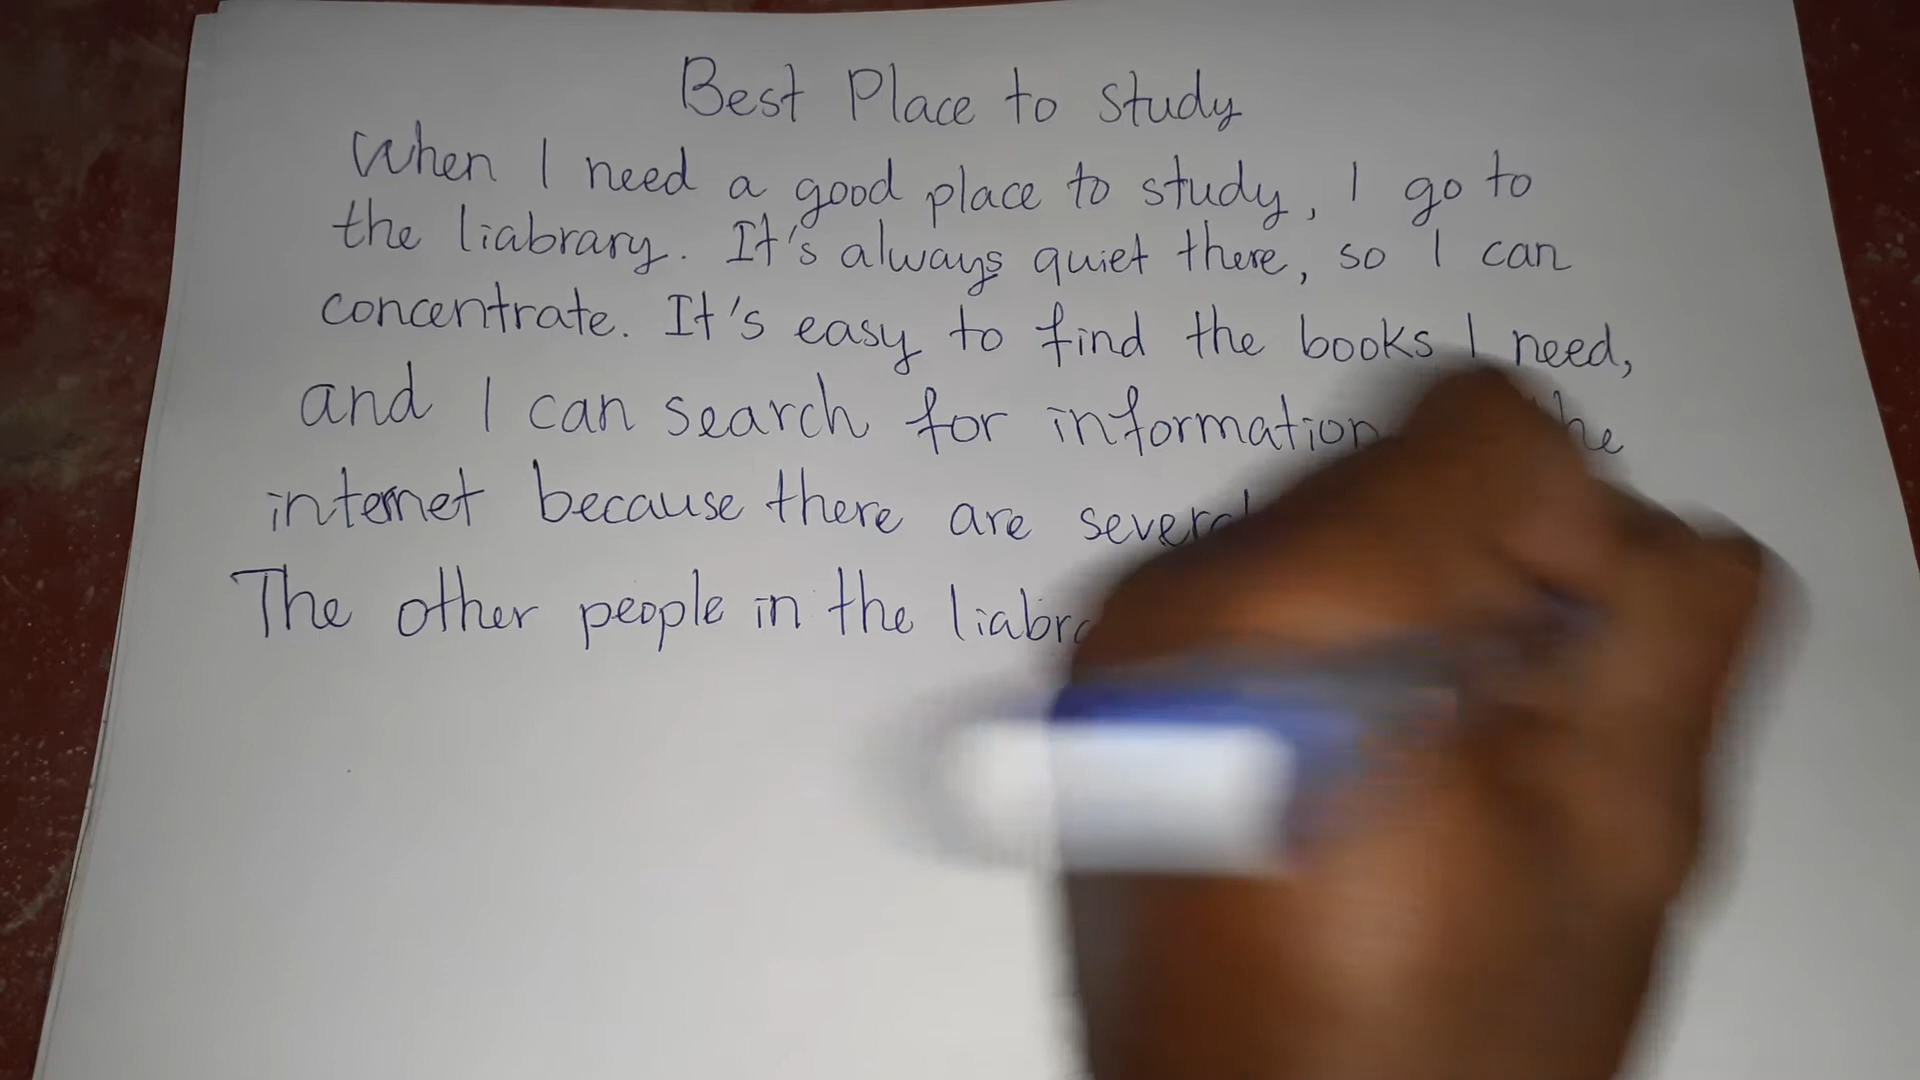 Best Place to study
When I need a good place to study, I go to
the liabrary. It's always quiet there, so I can
concentrate. It's easy to find the books I need,
and I can search for information
internet because there are several
The other people in the